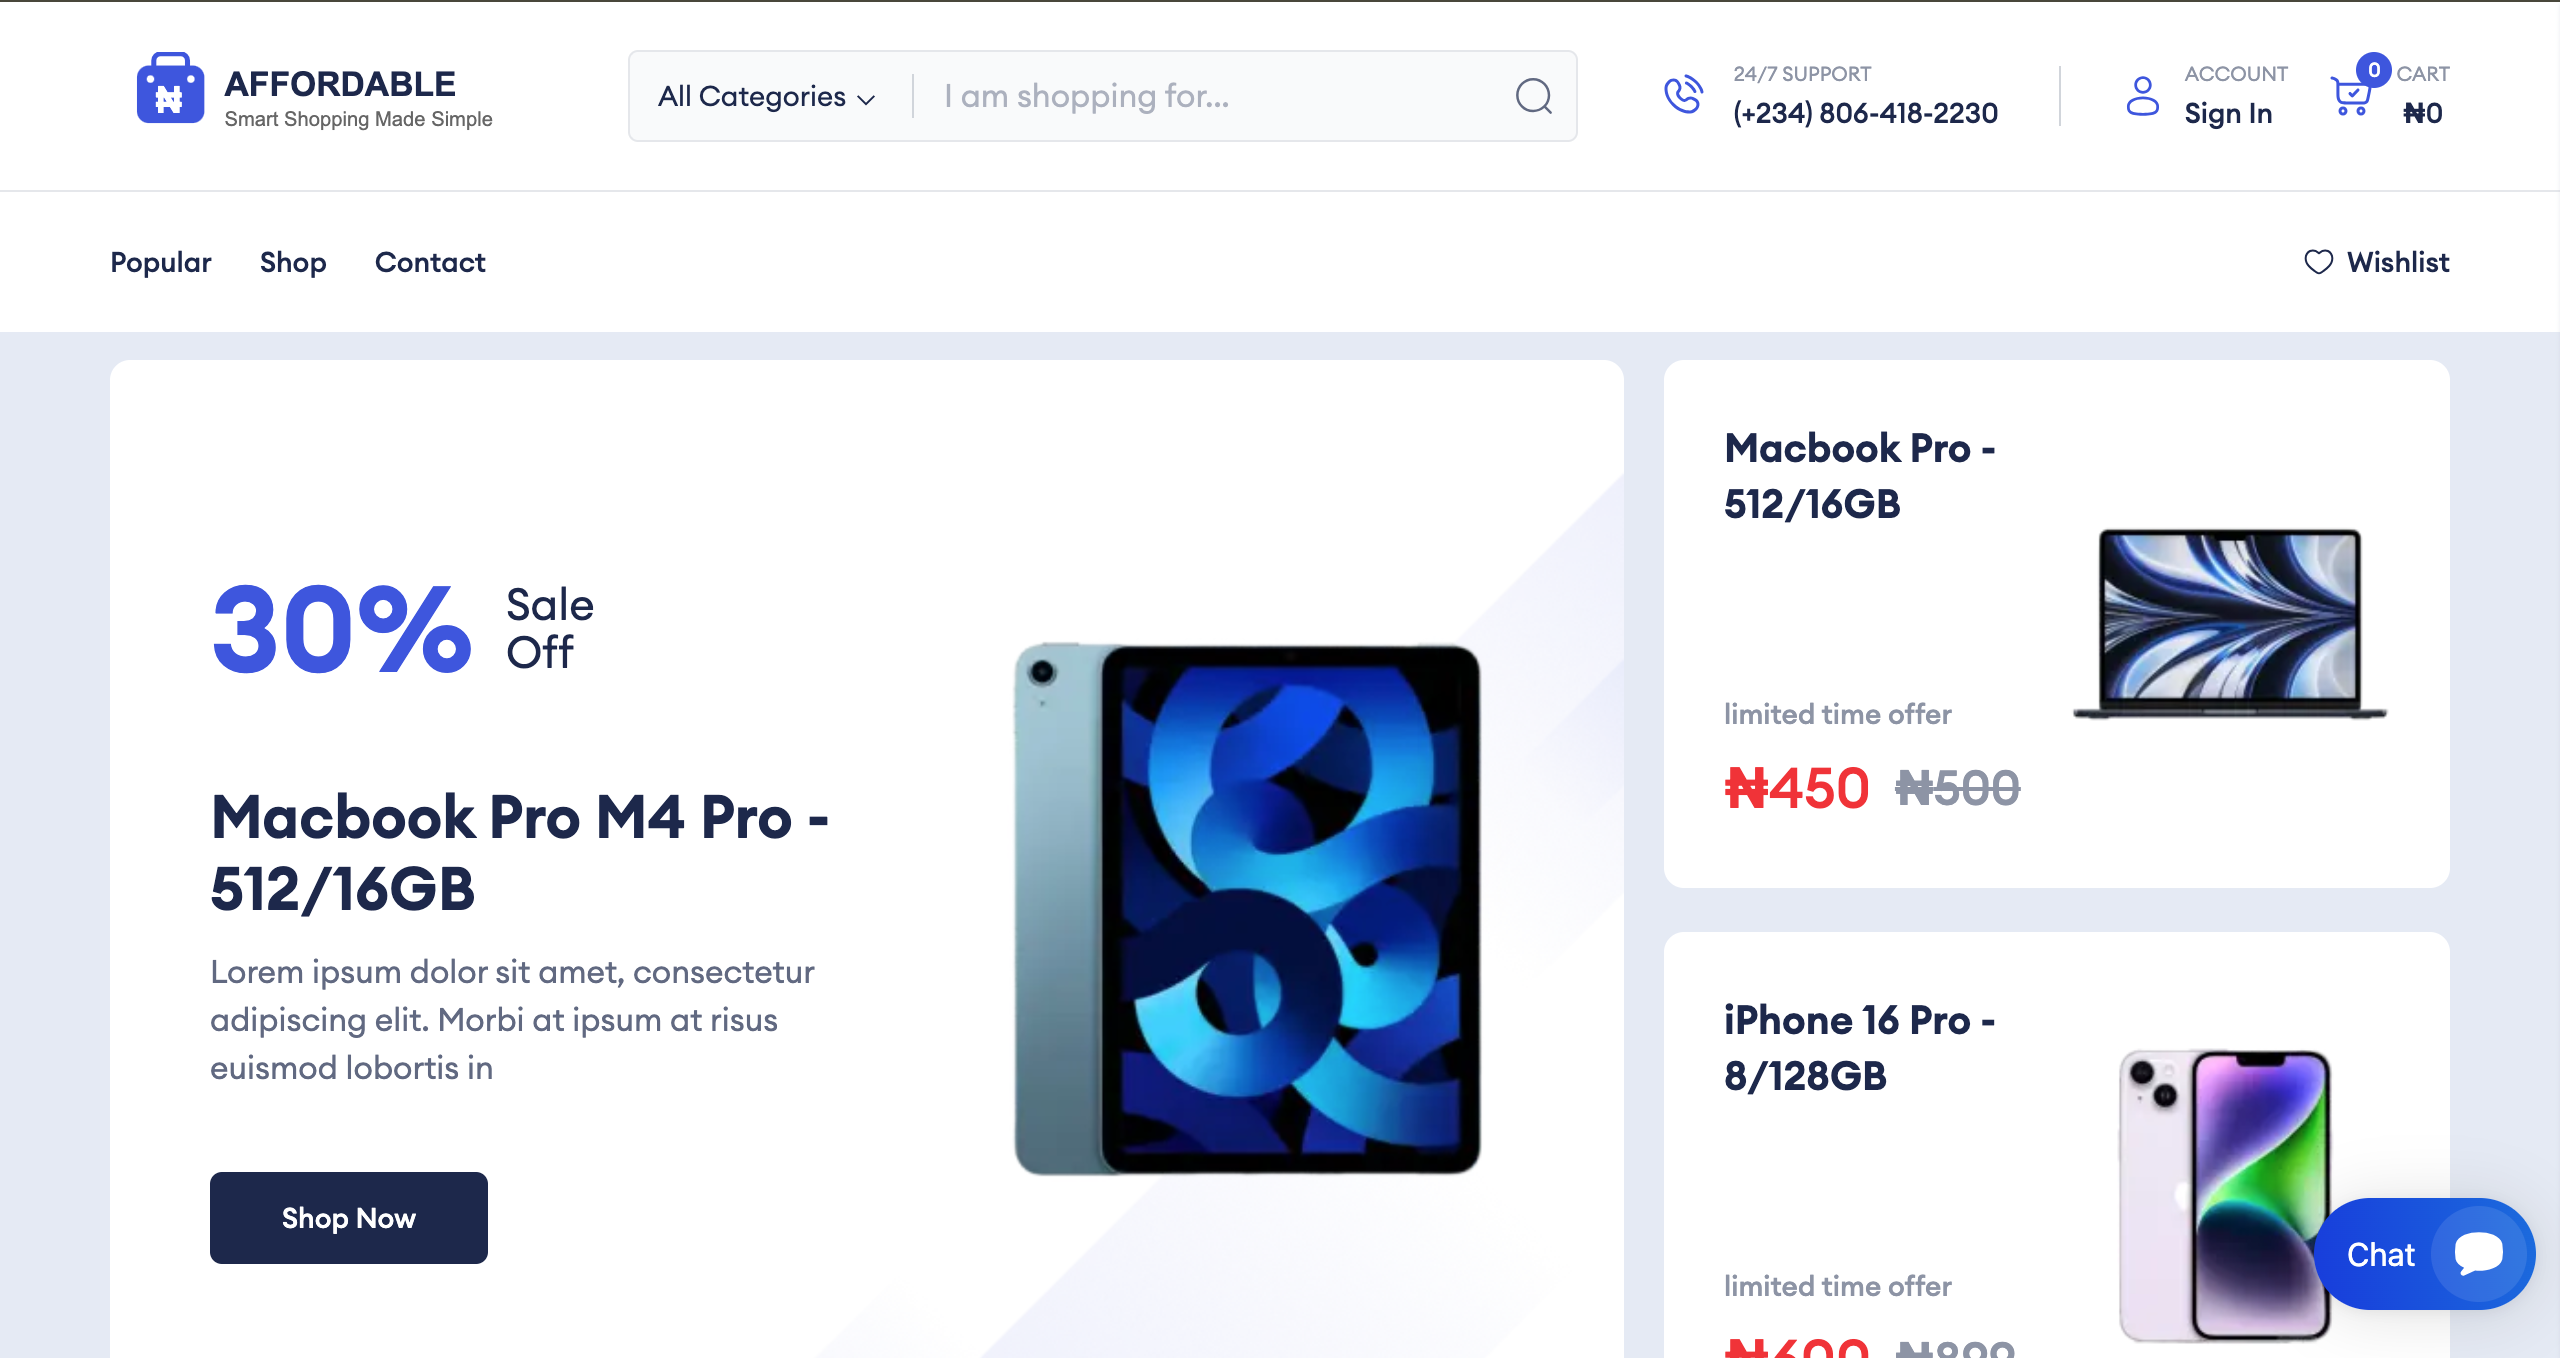 AFFORDABLE
Smart Shopping Made Simple
All Categories
I am shopping for...
24/7 SUPPORT
(+234) 806-418-2230
ACCOUNT
Sign In
0
CART
₦0
Popular
Shop
Contact
Wishlist
30%
Sale
Off
Macbook Pro M4 Pro -
512/16GB
Lorem ipsum dolor sit amet, consectetur
adipiscing elit. Morbi at ipsum at risus
euismod lobortis in
Shop Now
Macbook Pro -
512/16GB
limited time offer
₦450 ₦500
iPhone 16 Pro -
8/128GB
limited time offer
₦600 ₦899
Chat